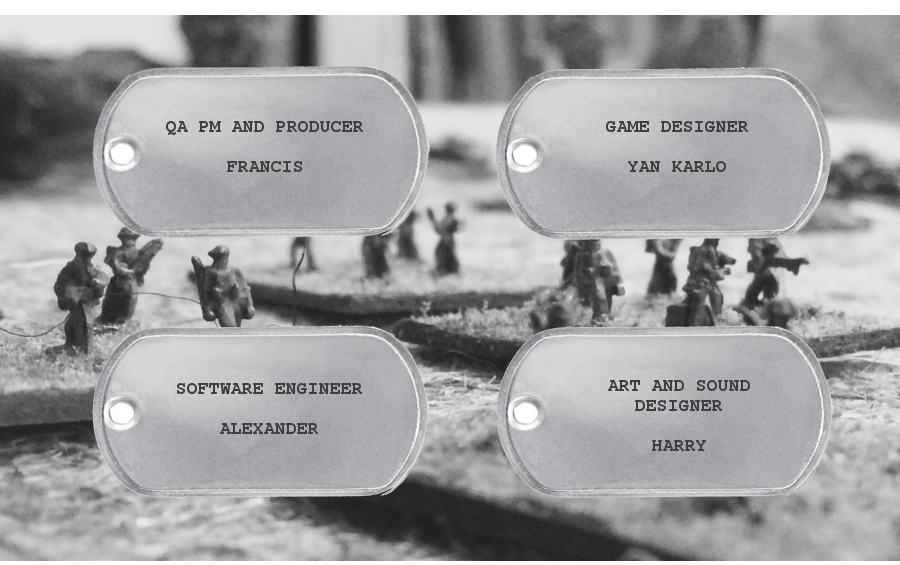 QA PM AND PRODUCER
FRANCIS
GAME DESIGNER
YAN KARLO
SOFTWARE ENGINEER
ALEXANDER
ART AND SOUND
DESIGNER
HARRY